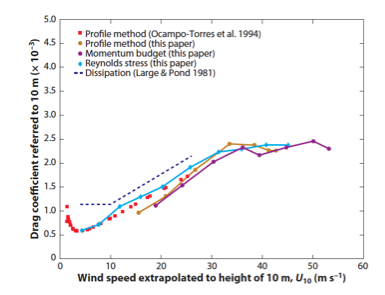 5.0
4.5
4.0
3.5
3.0
2.5
2.0
1.5
1.0
0.5
0
Drag coefficient referred to 10 m (× 10⁻³)
Profile method (Ocampo-Torres et al. 1994)
Profile method (this paper)
Momentum budget (this paper)
Reynolds stress (this paper)
Dissipation (Large & Pond 1981)
0 10 20 30 40 50 60
Wind speed extrapolated to height of 10 m, U₁₀ (m s⁻¹)